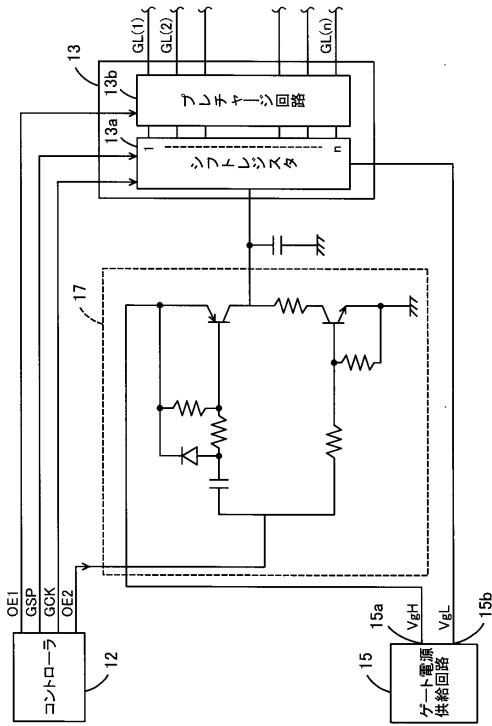 コントローラ
12
OE1
GSP
GCK
OE2
ゲート電源
供給回路
15
15a
VgH
VgL
15b
17
13
13a
13b
シフトレジスタ
1
n
プレチャージ回路
GL(1)
GL(2)
GL(n)